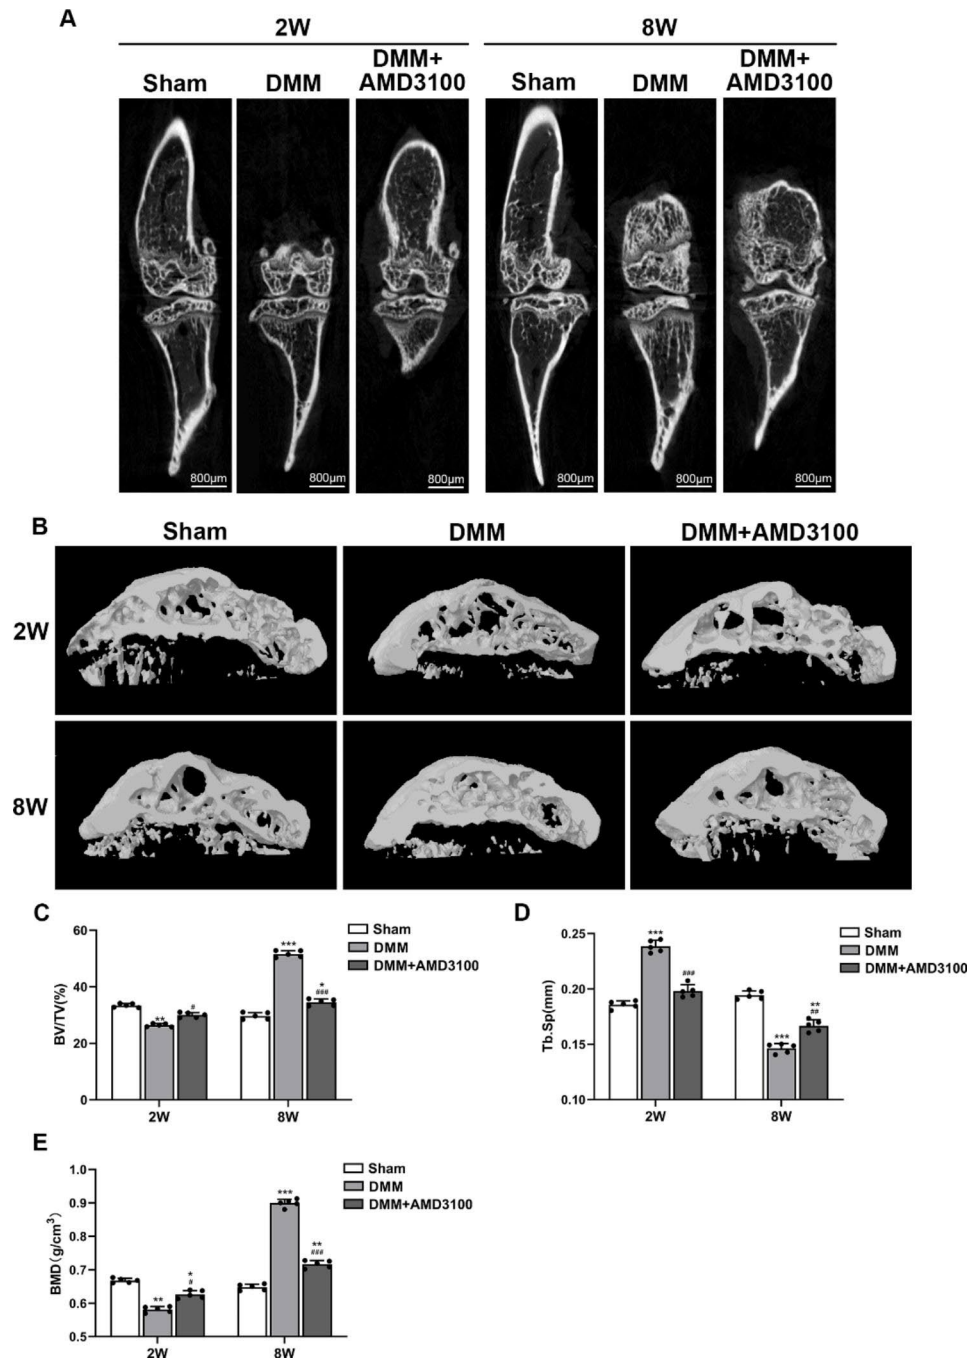 A
2W 8W
Sham DMM DMM+ AMD3100 Sham DMM DMM+ AMD3100
800μm 800μm 800μm 800μm 800μm 800μm
B
Sham DMM DMM+AMD3100
2W
8W
C
BV/TV(%)
60
40
20
0
2W 8W
** # *** *
###
Sham
DMM
DMM+AMD3100
D
Tb.Sp(mm)
0.25
0.20
0.15
0.10
2W 8W
*** ### *** **
##
Sham
DMM
DMM+AMD3100
E
BMD(g/cm³)
1.0
0.9
0.8
0.7
0.6
0.5
2W 8W
** *
#
*** **
###
Sham
DMM
DMM+AMD3100